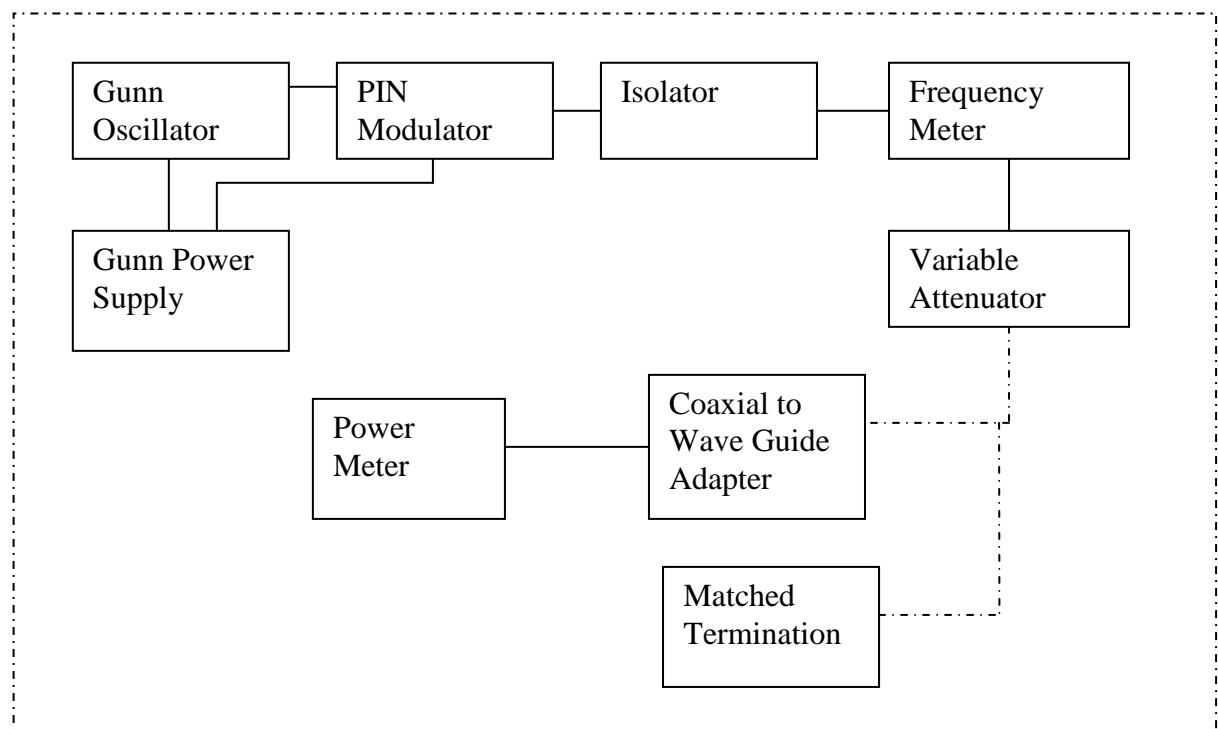 Gunn
Oscillator
PIN
Modulator
Isolator
Frequency
Meter
Gunn Power
Supply
Variable
Attenuator
Power
Meter
Coaxial to
Wave Guide
Adapter
Matched
Termination